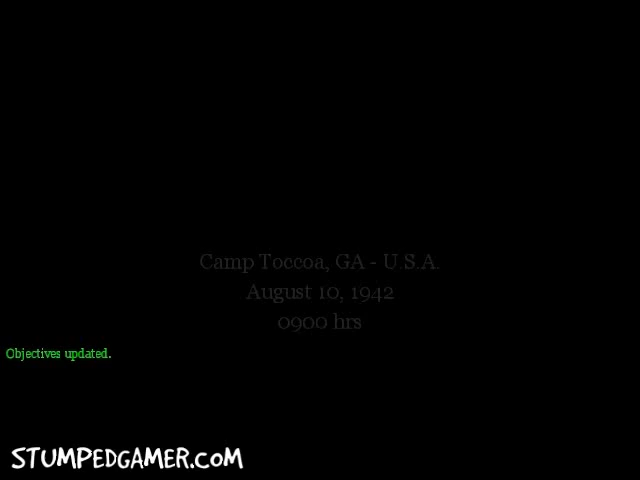 Camp Toccoa, GA - U.S.A.
August 10, 1942
0900 hrs
Objectives updated.
STUMPEDGAMER.COM